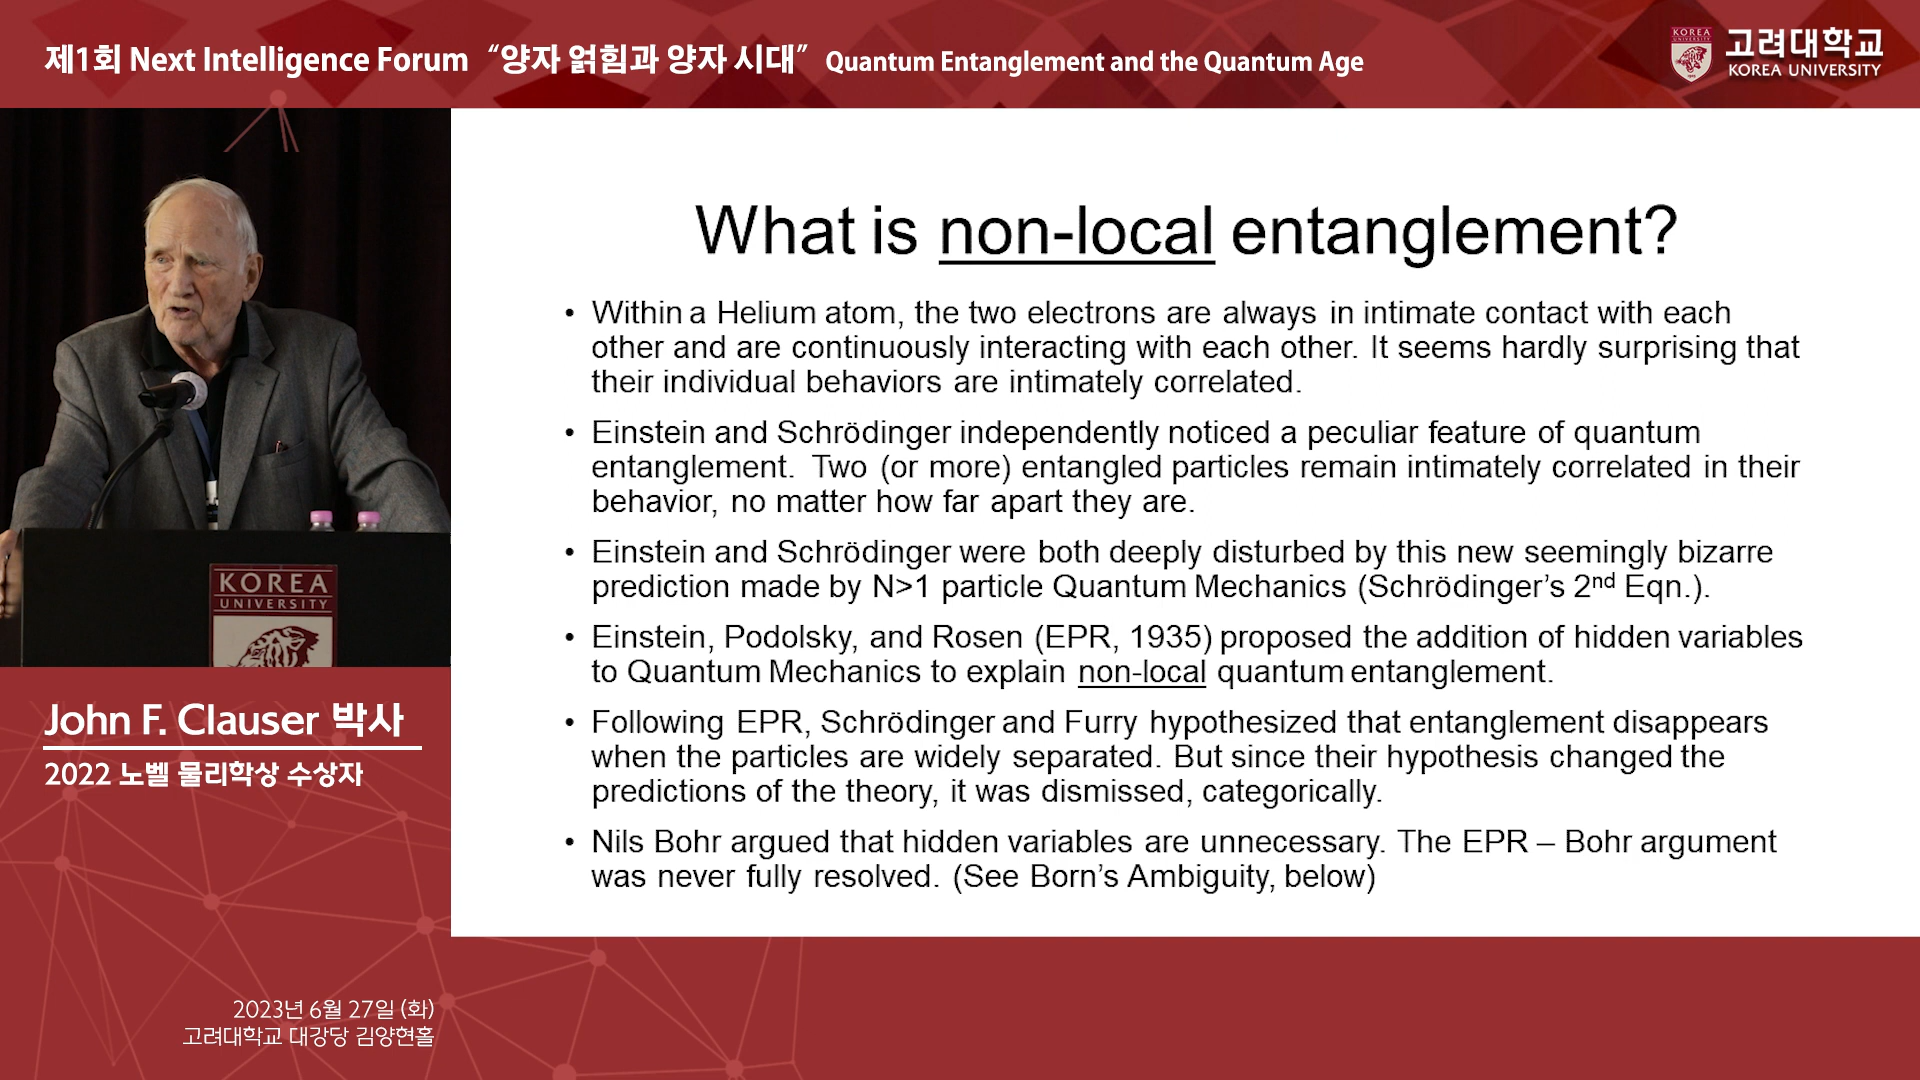 제1회 Next Intelligence Forum “양자 얽힘과 양자 시대” Quantum Entanglement and the Quantum Age
KOREA
UNIVERSITY
고려대학교
KOREA UNIVERSITY
What is non-local entanglement?
• Within a Helium atom, the two electrons are always in intimate contact with each
other and are continuously interacting with each other. It seems hardly surprising that
their individual behaviors are intimately correlated.
• Einstein and Schrödinger independently noticed a peculiar feature of quantum
entanglement. Two (or more) entangled particles remain intimately correlated in their
behavior, no matter how far apart they are.
• Einstein and Schrödinger were both deeply disturbed by this new seemingly bizarre
prediction made by N>1 particle Quantum Mechanics (Schrödinger’s 2nd Eqn.).
• Einstein, Podolsky, and Rosen (EPR, 1935) proposed the addition of hidden variables
to Quantum Mechanics to explain non-local quantum entanglement.
• Following EPR, Schrödinger and Furry hypothesized that entanglement disappears
when the particles are widely separated. But since their hypothesis changed the
predictions of the theory, it was dismissed, categorically.
• Nils Bohr argued that hidden variables are unnecessary. The EPR – Bohr argument
was never fully resolved. (See Born’s Ambiguity, below)
KOREA
UNIVERSITY
John F. Clauser 박사
2022 노벨 물리학상 수상자
2023년 6월 27일 (화)
고려대학교 대강당 김양현홀